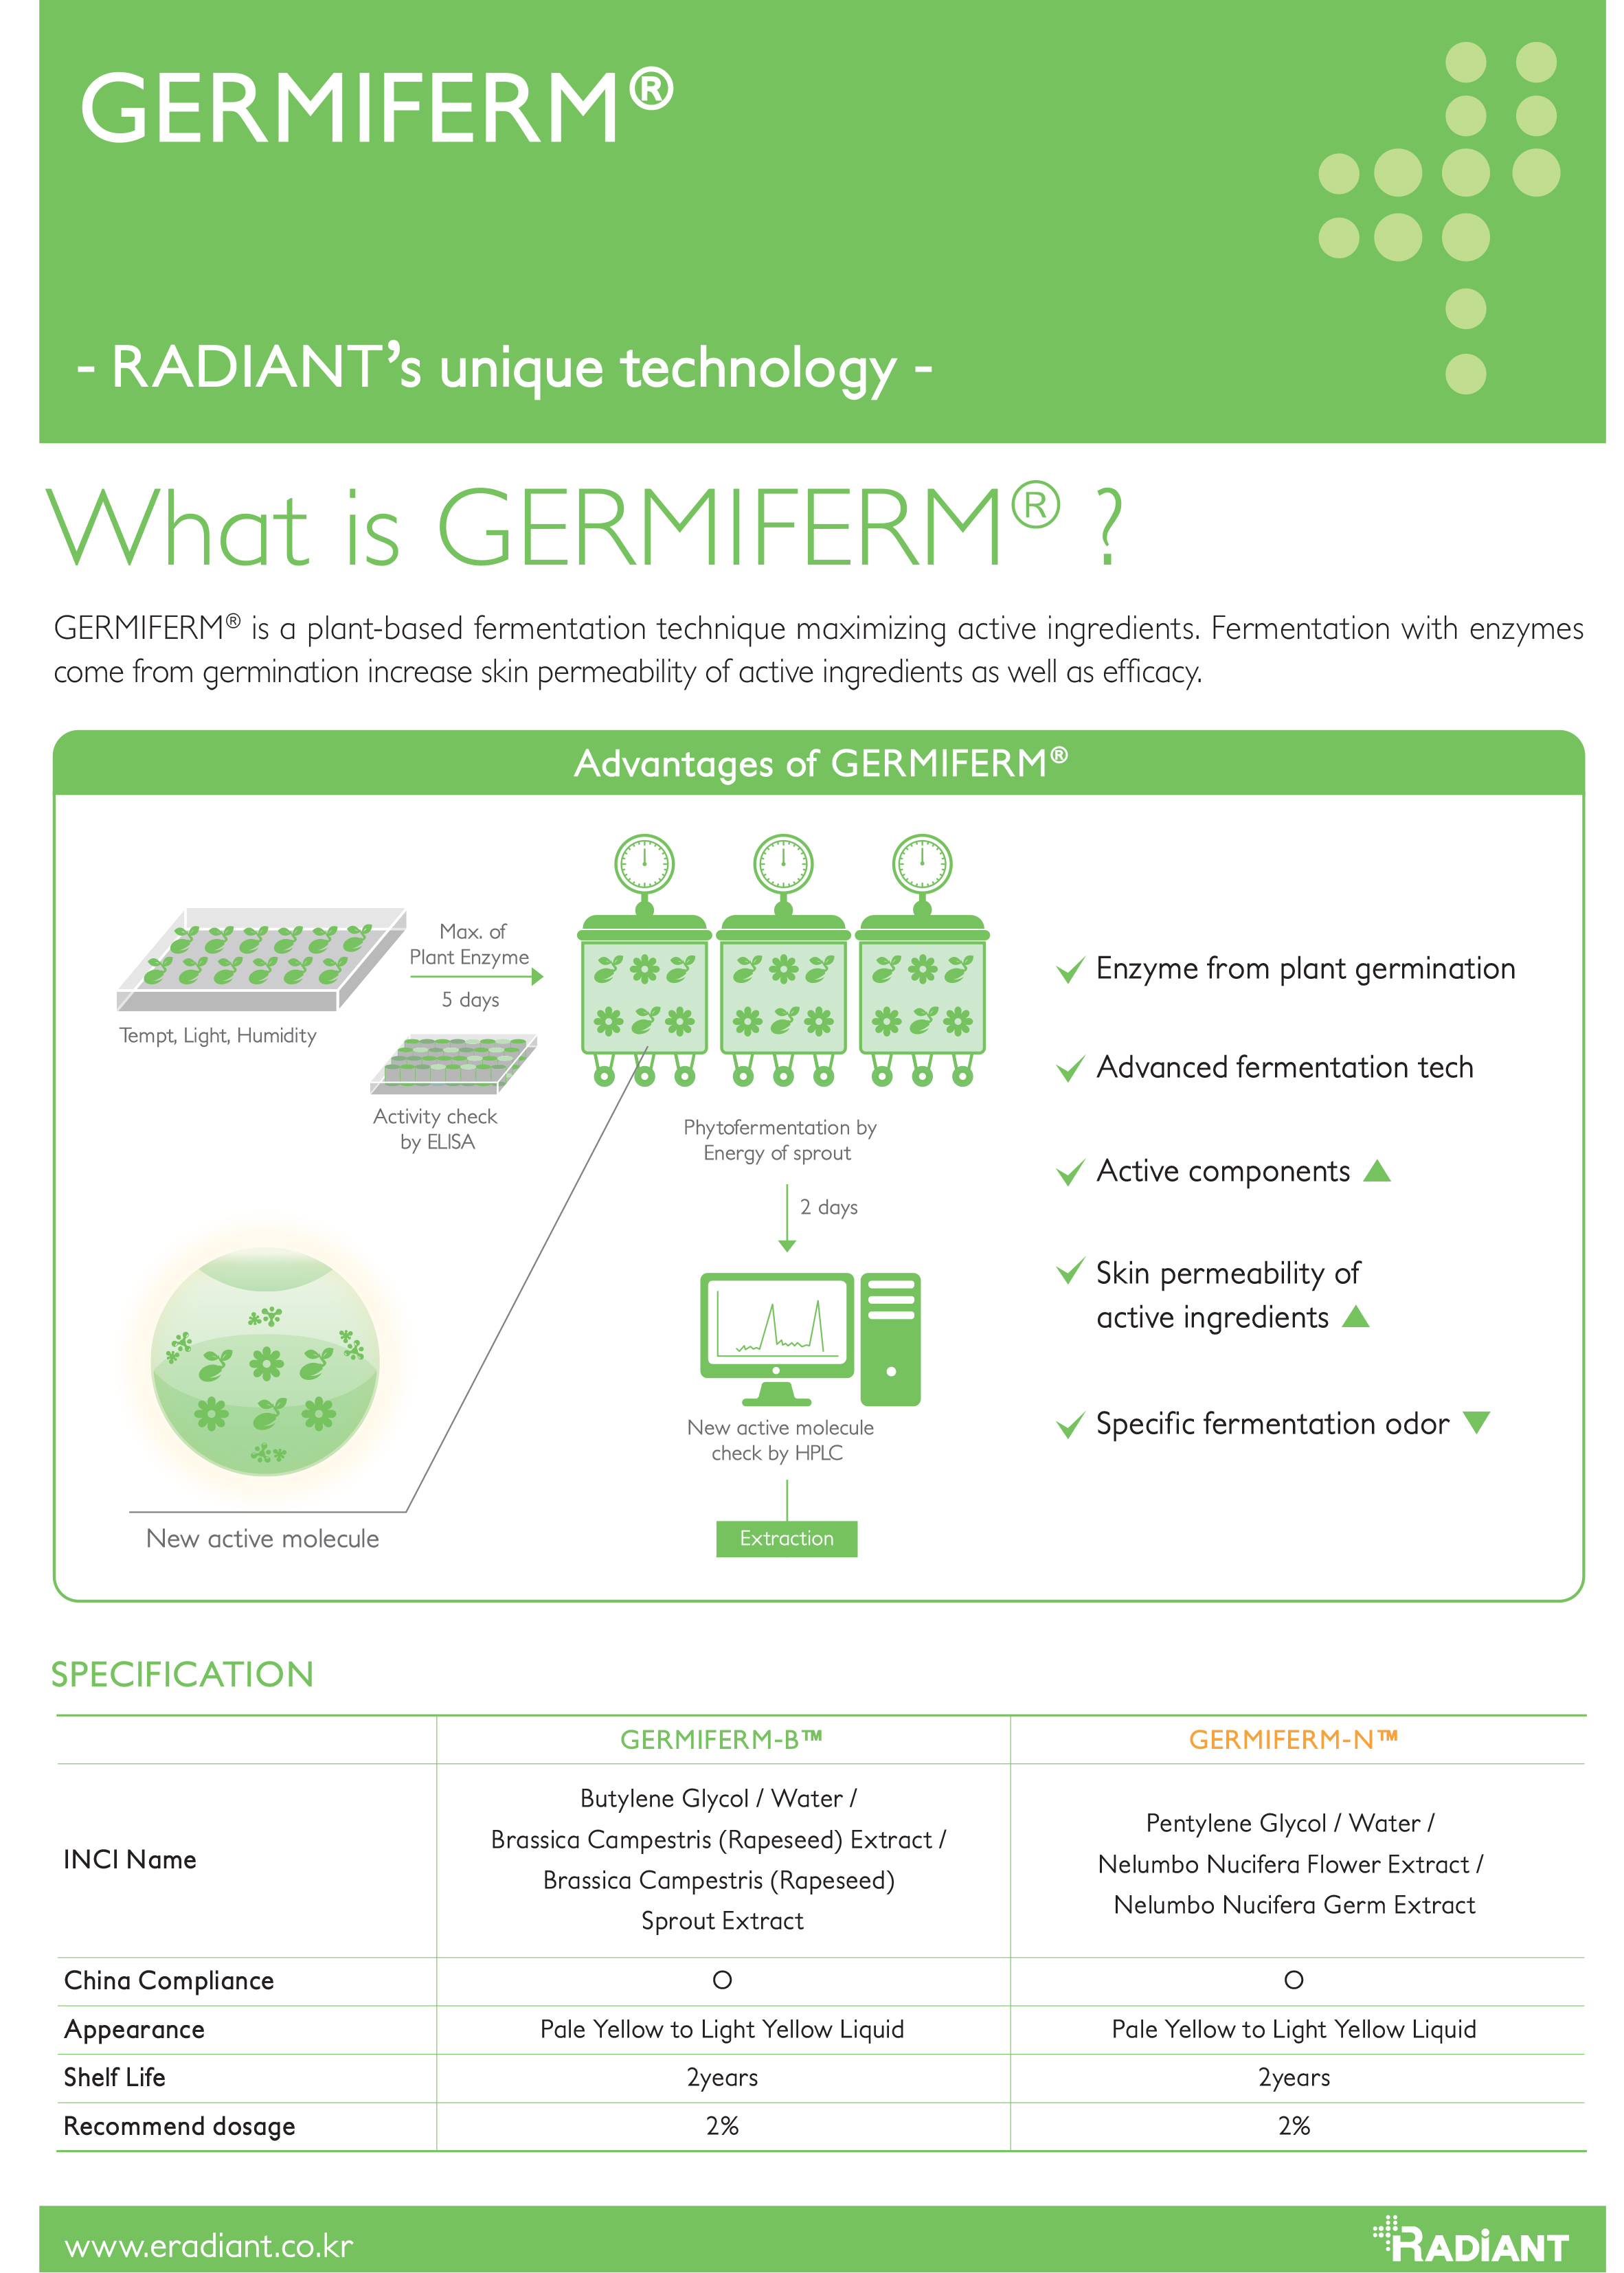 GERMIFERM®
- RADIANT’s unique technology -
What is GERMIFERM® ?
GERMIFERM® is a plant-based fermentation technique maximizing active ingredients. Fermentation with enzymes
come from germination increase skin permeability of active ingredients as well as efficacy.
Advantages of GERMIFERM®
Tempt, Light, Humidity
Max. of
Plant Enzyme
5 days
Activity check
by ELISA
Phytofermentation by
Energy of sprout
2 days
New active molecule
check by HPLC
Extraction
New active molecule
Enzyme from plant germination
Advanced fermentation tech
Active components ▲
Skin permeability of
active ingredients ▲
Specific fermentation odor ▼
SPECIFICATION
GERMIFERM-B™ GERMIFERM-N™
INCI Name
Butylene Glycol / Water /
Brassica Campestris (Rapeseed) Extract /
Brassica Campestris (Rapeseed)
Sprout Extract
Pentylene Glycol / Water /
Nelumbo Nucifera Flower Extract /
Nelumbo Nucifera Germ Extract
China Compliance O O
Appearance Pale Yellow to Light Yellow Liquid Pale Yellow to Light Yellow Liquid
Shelf Life 2years 2years
Recommend dosage 2% 2%
www.eradiant.co.kr
RADiANT